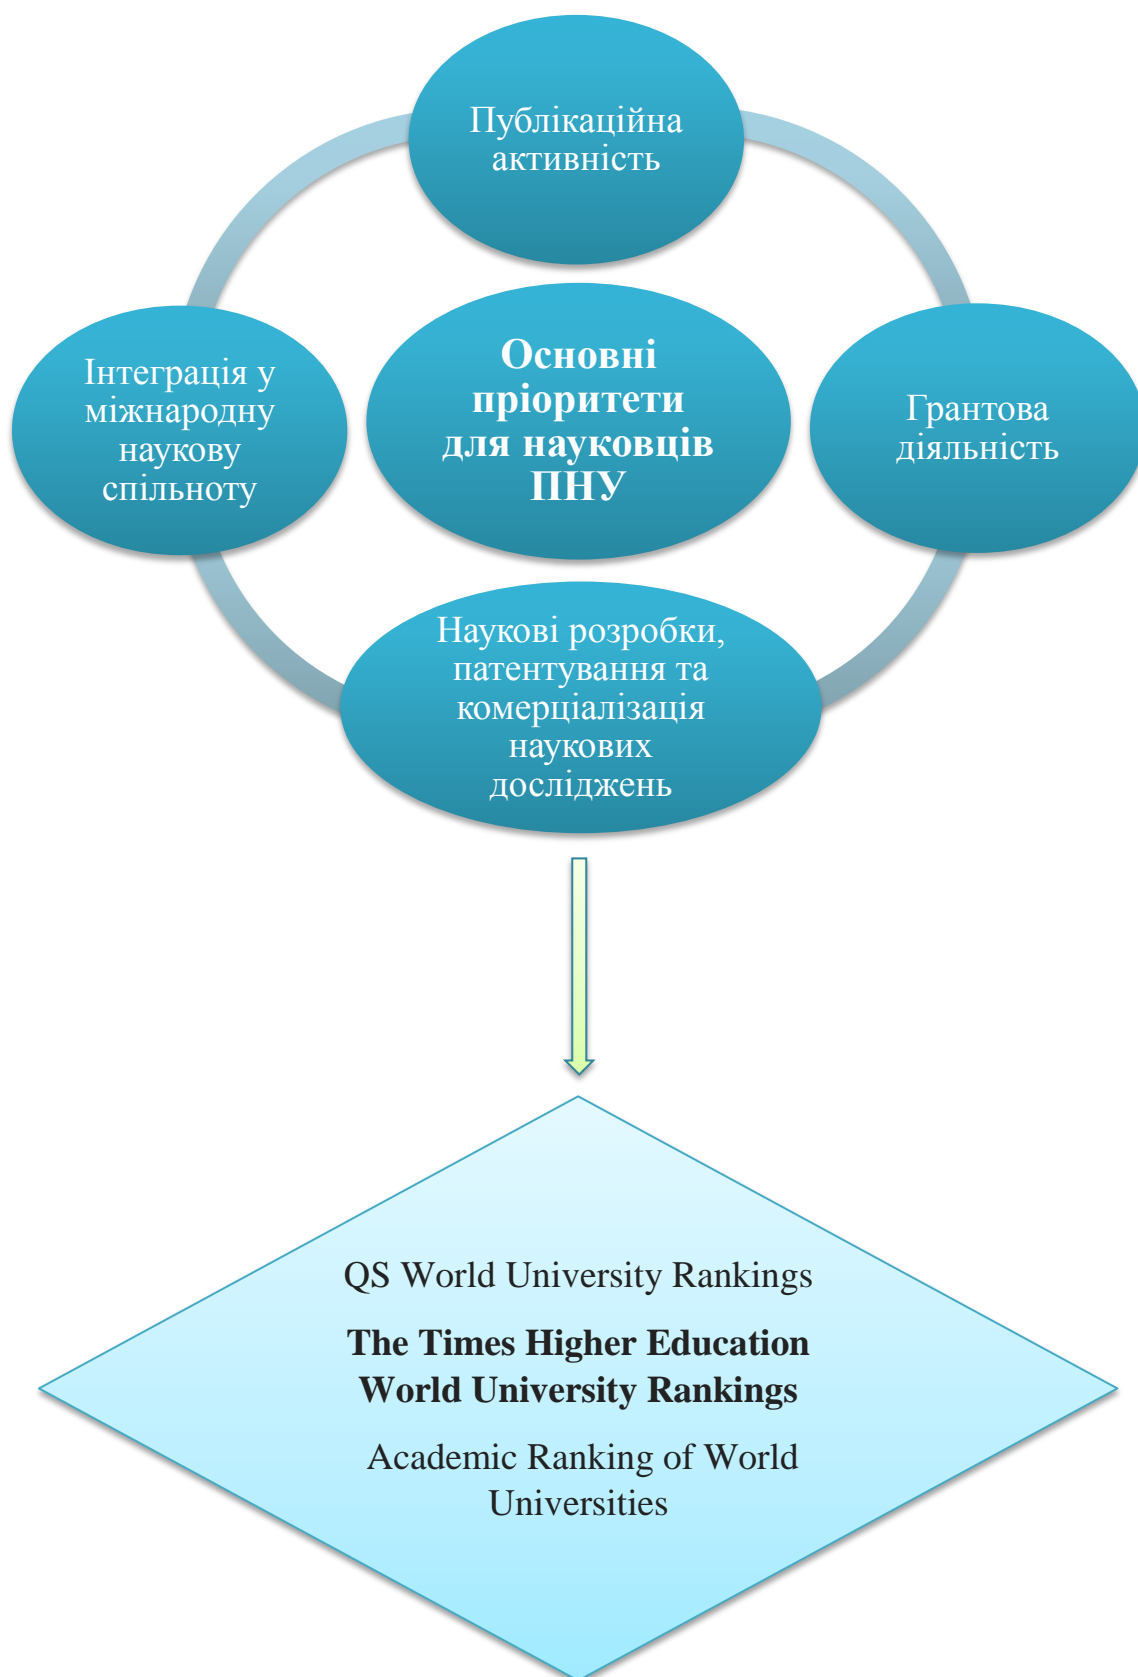 Публікаційна
активність
Інтеграція у
міжнародну
наукову
спільноту
Основні
пріоритети
для науковців
ПНУ
Грантова
діяльність
Наукові розробки,
патентування та
комерціалізація
наукових
досліджень
QS World University Rankings
The Times Higher Education
World University Rankings
Academic Ranking of World
Universities